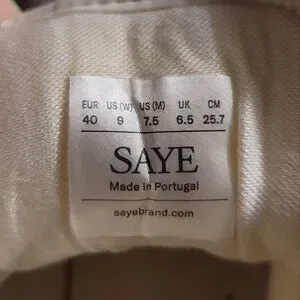 EUR US (W) US (M) UK CM
40 9 7.5 6.5 25.7
SAYE
Made in Portugal
sayebrand.com